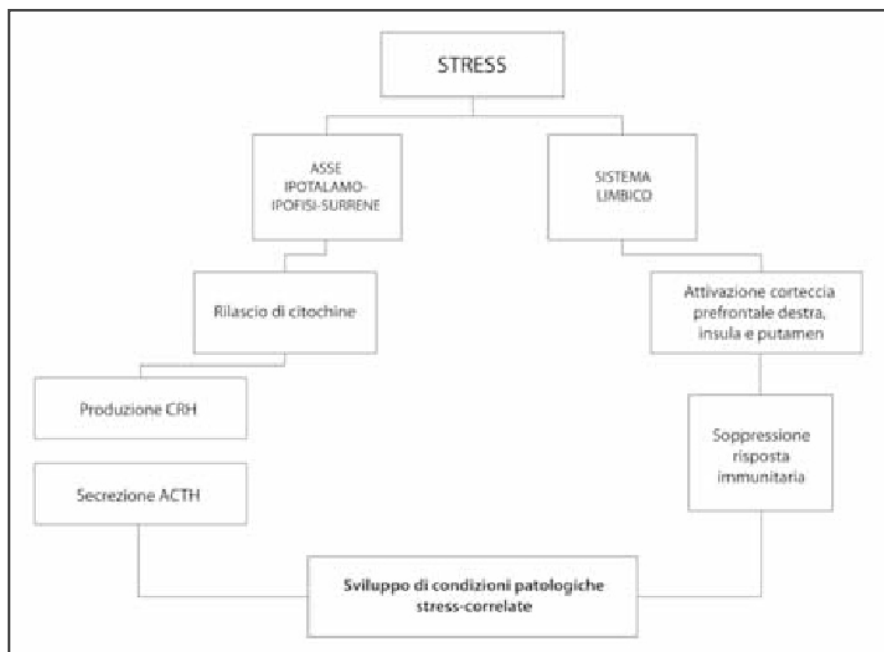 STRESS
ASSE
IPOTALAMO-
IPOFISI-SURRENE
SISTEMA
LIMBICO
Rilascio di citochine
Attivazione corteccia
prefrontale destra,
insula e putamen
Produzione CRH
Soppressione
risposta
immunitaria
Secrezione ACTH
Sviluppo di condizioni patologiche
stress-correlate